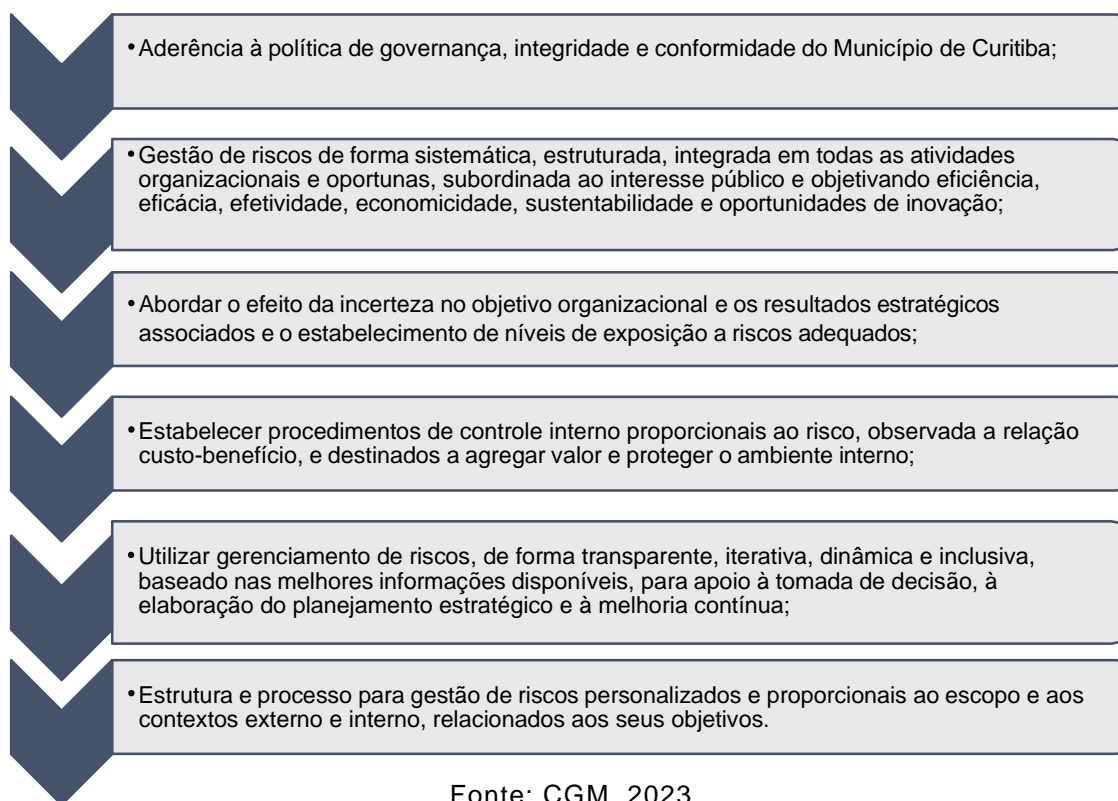 •Aderência à política de governança, integridade e conformidade do Município de Curitiba;
•Gestão de riscos de forma sistemática, estruturada, integrada em todas as atividades
organizacionais e oportunas, subordinada ao interesse público e objetivando eficiência,
eficácia, efetividade, economicidade, sustentabilidade e oportunidades de inovação;
•Abordar o efeito da incerteza no objetivo organizacional e os resultados estratégicos
associados e o estabelecimento de níveis de exposição a riscos adequados;
•Estabelecer procedimentos de controle interno proporcionais ao risco, observada a relação
custo-benefício, e destinados a agregar valor e proteger o ambiente interno;
•Utilizar gerenciamento de riscos, de forma transparente, iterativa, dinâmica e inclusiva,
baseado nas melhores informações disponíveis, para apoio à tomada de decisão, à
elaboração do planejamento estratégico e à melhoria contínua;
•Estrutura e processo para gestão de riscos personalizados e proporcionais ao escopo e aos
contextos externo e interno, relacionados aos seus objetivos.
Fonte: CGM, 2023